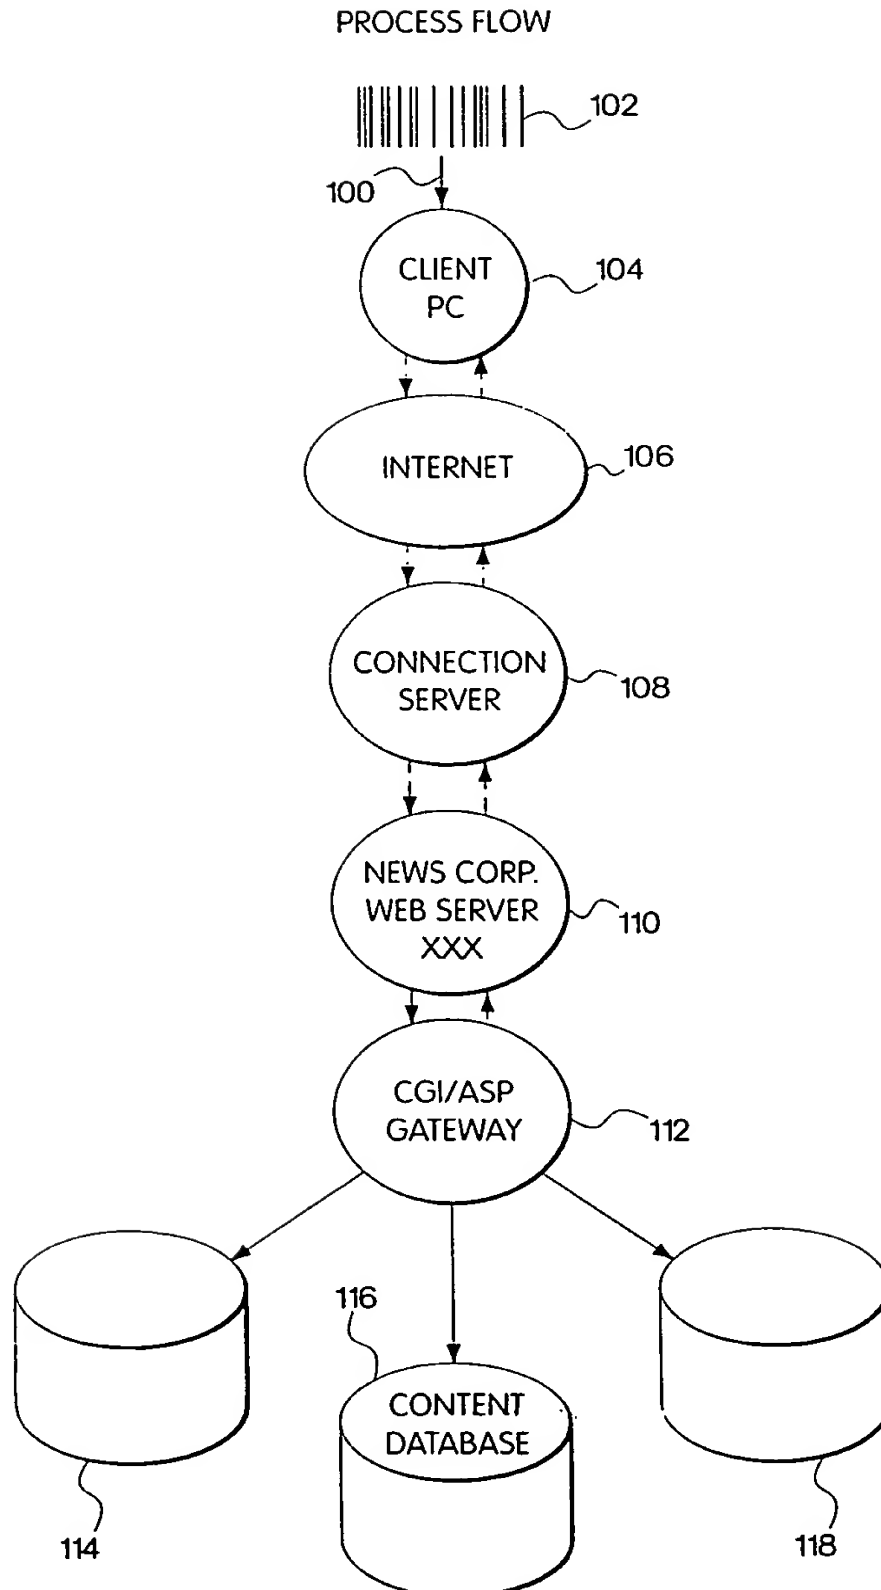 PROCESS FLOW
102
100
CLIENT
PC
104
INTERNET
106
CONNECTION
SERVER
108
NEWS CORP.
WEB SERVER
XXX
110
CGI/ASP
GATEWAY
112
116
CONTENT
DATABASE
114
118